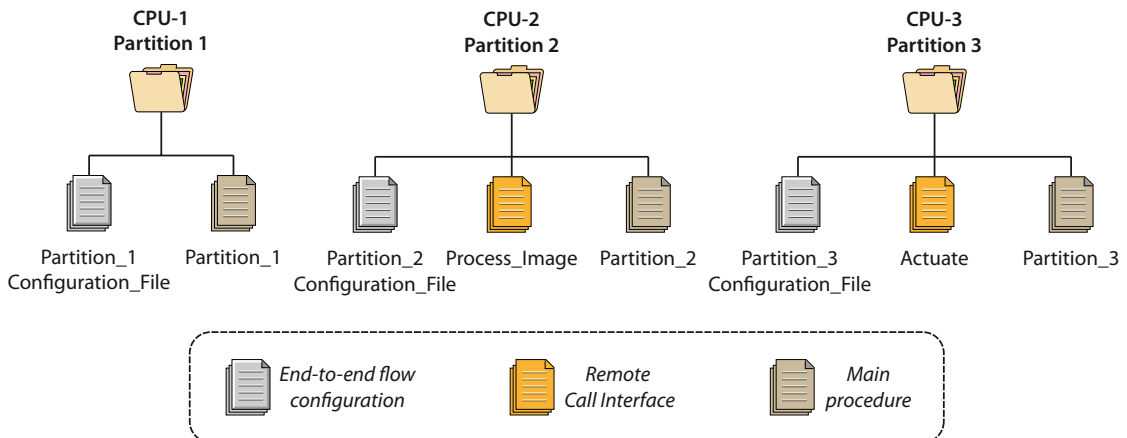 CPU-1
Partition 1
CPU-2
Partition 2
CPU-3
Partition 3
Partition_1
Configuration_File
Partition_1
Partition_2
Configuration_File
Process_Image
Partition_2
Partition_3
Configuration_File
Actuate
Partition_3
End-to-end flow
configuration
Remote
Call Interface
Main
procedure